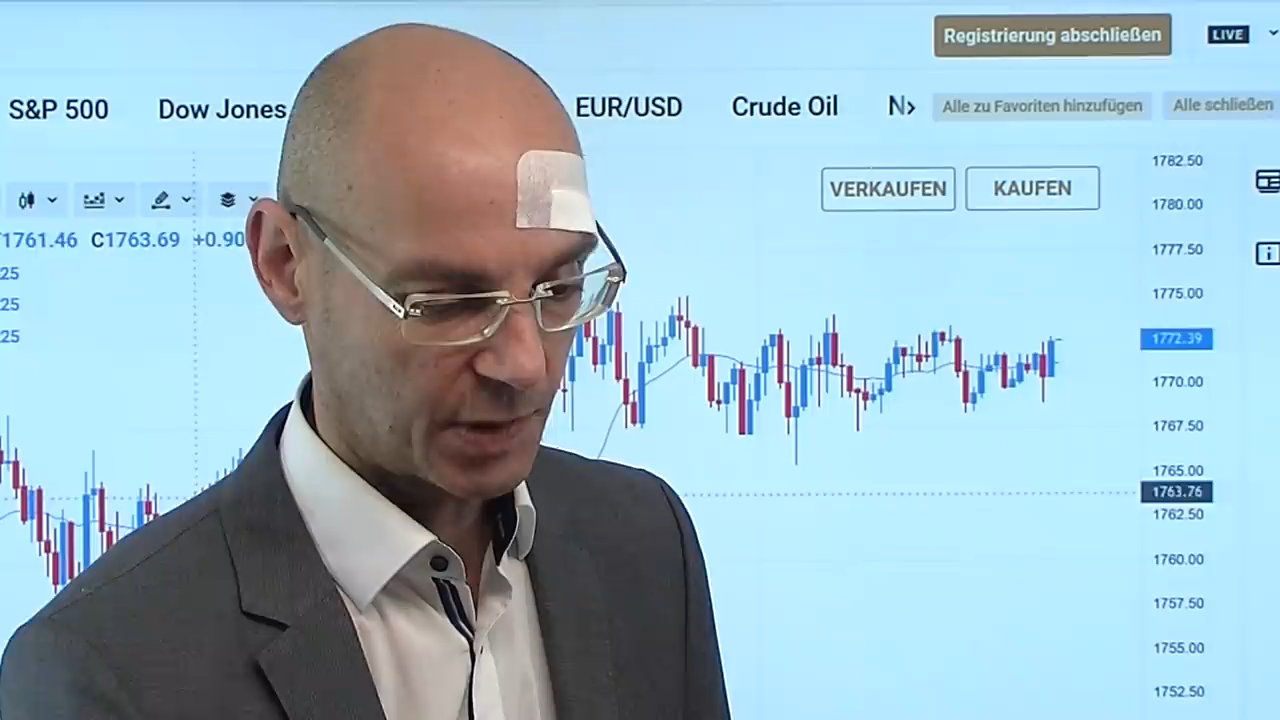 Registrierung abschließen
LIVE
S&P 500 Dow Jones EUR/USD Crude Oil
Alle zu Favoriten hinzufügen Alle schließen
VERKAUFEN KAUFEN
1761.46 C1763.69 +0.90
25
25
25
1782.50
1780.00
1777.50
1775.00
1772.39
1770.00
1767.50
1765.00
1763.76
1762.50
1760.00
1757.50
1755.00
1752.50